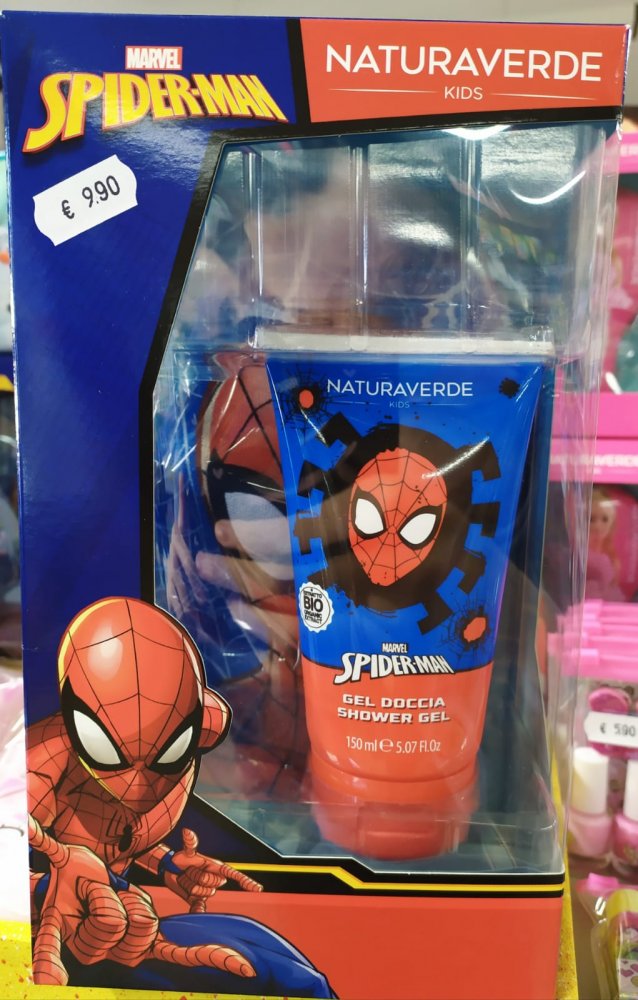 MARVEL
SPIDER-MAN
NATURAVERDE
KIDS
€ 9.90
NATURAVERDE
KIDS
BIO
MARVEL
SPIDER-MAN
GEL DOCCIA
SHOWER GEL
150 ml ℮ 5.07 Fl.Oz
€ 5.90